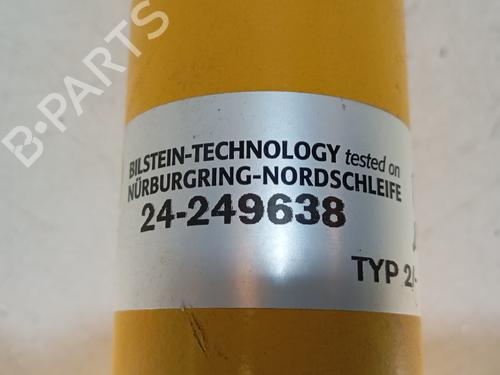 B·PARTS
BILSTEIN-TECHNOLOGY tested on
NÜRBURGRING-NORDSCHLEIFE
24-249638
TYP